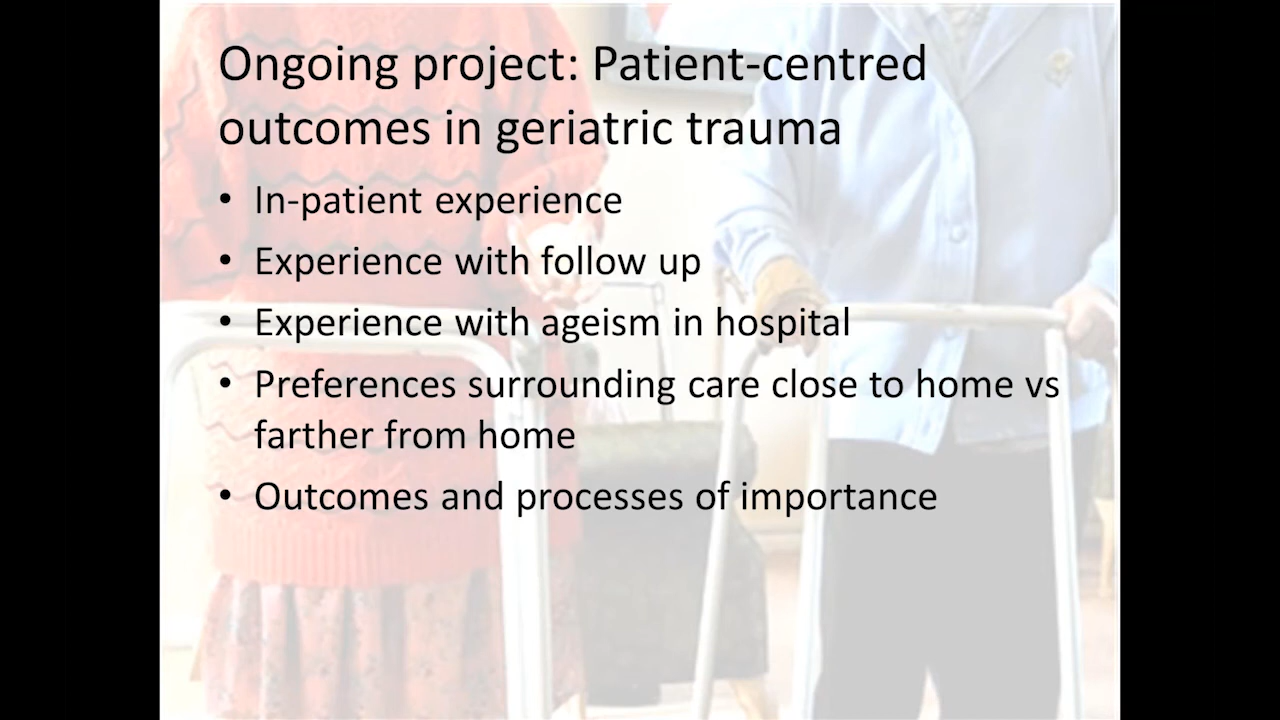 Ongoing project: Patient-centred
outcomes in geriatric trauma
• In-patient experience
• Experience with follow up
• Experience with ageism in hospital
• Preferences surrounding care close to home vs
farther from home
• Outcomes and processes of importance